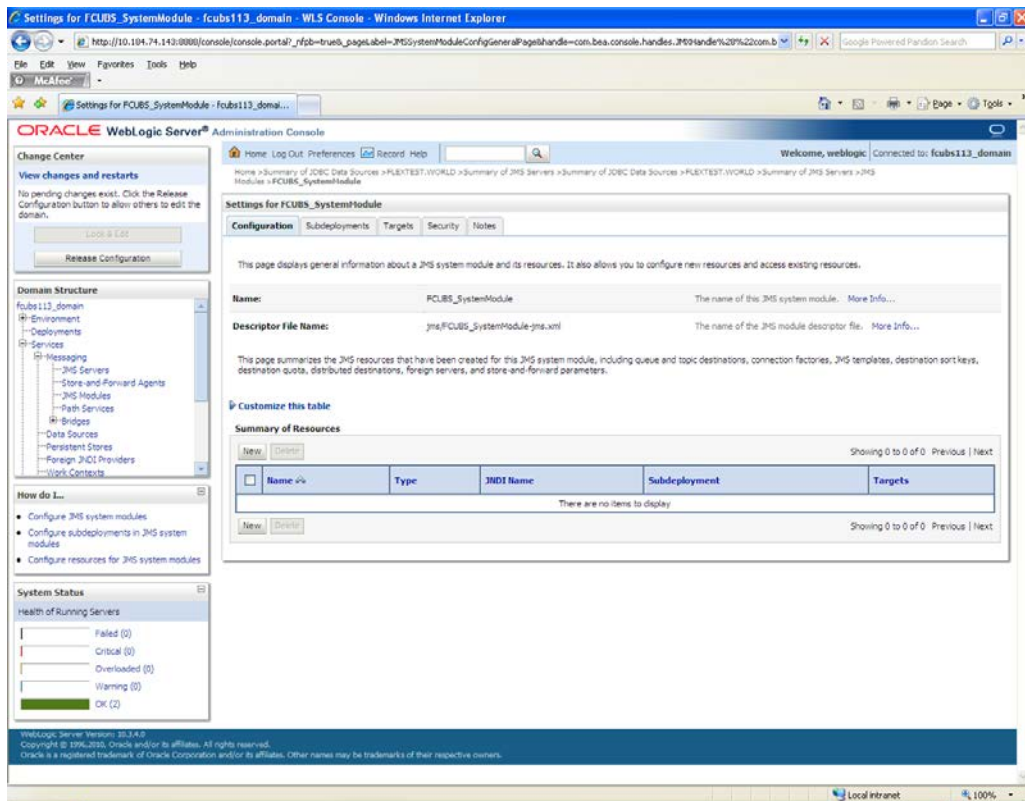 Settings for FCUBS_SystemModule - fcubs113_domain - WLS Console - Windows Internet Explorer
http://10.184.74.143:8888/console/console.portal?_nfpb=true&_pageLabel=JMSSystemModuleConfigGeneralPage&handle=com.bea.console.handles.JMXHandle%28%22com.b
Google Powered Pandion Search
File Edit View Favorites Tools Help
McAfee
Settings for FCUBS_SystemModule - fcubs113_domai...
Page Tools
ORACLE WebLogic Server® Administration Console
Change Center
View changes and restarts
No pending changes exist. Click the Release
Configuration button to allow others to edit the
domain.
Lock & Edit
Release Configuration
Domain Structure
fcubs113_domain
Environment
Deployments
Services
Messaging
JMS Servers
Store-and-Forward Agents
JMS Modules
Path Services
Bridges
Data Sources
Persistent Stores
Foreign JNDI Providers
Work Contexts
How do I...
Configure JMS system modules
Configure subdeployments in JMS system
modules
Configure resources for JMS system modules
System Status
Health of Running Servers
Failed (0)
Critical (0)
Overloaded (0)
Warning (0)
OK (2)
Home Log Out Preferences Record Help
Welcome, weblogic Connected to: fcubs113_domain
Home >Summary of JDBC Data Sources >FLEXTEST.WORLD >Summary of JMS Servers >Summary of JDBC Data Sources >FLEXTEST.WORLD >Summary of JMS Servers >JMS
Modules >FCUBS_SystemModule
Settings for FCUBS_SystemModule
Configuration Subdeployments Targets Security Notes
This page displays general information about a JMS system module and its resources. It also allows you to configure new resources and access existing resources.
Name: FCUBS_SystemModule The name of this JMS system module. More Info...
Descriptor File Name: jms/FCUBS_SystemModule-jms.xml The name of the JMS module descriptor file. More Info...
This page summarizes the JMS resources that have been created for this JMS system module, including queue and topic destinations, connection factories, JMS templates, destination sort keys,
destination quota, distributed destinations, foreign servers, and store-and-forward parameters.
Customize this table
Summary of Resources
New Delete Showing 0 to 0 of 0 Previous | Next
Name Type JNDI Name Subdeployment Targets
There are no items to display
New Delete Showing 0 to 0 of 0 Previous | Next
WebLogic Server Version: 10.3.4.0
Copyright © 1996,2010, Oracle and/or its affiliates. All rights reserved.
Oracle is a registered trademark of Oracle Corporation and/or its affiliates. Other names may be trademarks of their respective owners.
Local intranet 100%